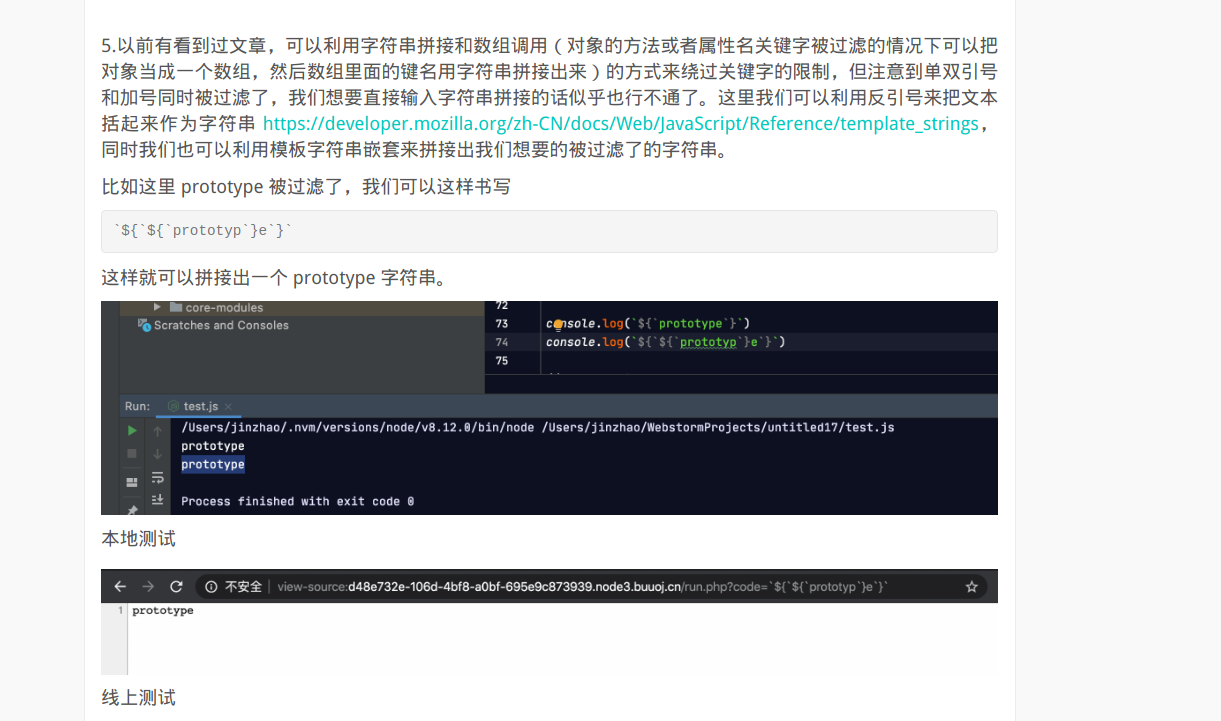 5.以前有看到过文章，可以利用字符串拼接和数组调用（对象的方法或者属性名关键字被过滤的情况下可以把
对象当成一个数组，然后数组里面的键名用字符串拼接出来）的方式来绕过关键字的限制，但注意到单双引号
和加号同时被过滤了，我们想要直接输入字符串拼接的话似乎也行不通了。这里我们可以利用反引号来把文本
括起来作为字符串 https://developer.mozilla.org/zh-CN/docs/Web/JavaScript/Reference/template_strings，
同时我们也可以利用模板字符串嵌套来拼接出我们想要的被过滤了的字符串。
比如这里 prototype 被过滤了，我们可以这样书写
`${`${`prototyp`}e`}`
这样就可以拼接出一个 prototype 字符串。
core-modules
Scratches and Consoles
72
73 console.log(`${`prototype`}`)
74 console.log(`${`${`prototyp`}e`}`)
75
Run: test.js
/Users/jinzhao/.nvm/versions/node/v8.12.0/bin/node /Users/jinzhao/WebstormProjects/untitled17/test.js
prototype
prototype
Process finished with exit code 0
本地测试
不安全 | view-source:d48e732e-106d-4bf8-a0bf-695e9c873939.node3.buuoj.cn/run.php?code=`${`${`prototyp`}e`}`
1 prototype
线上测试